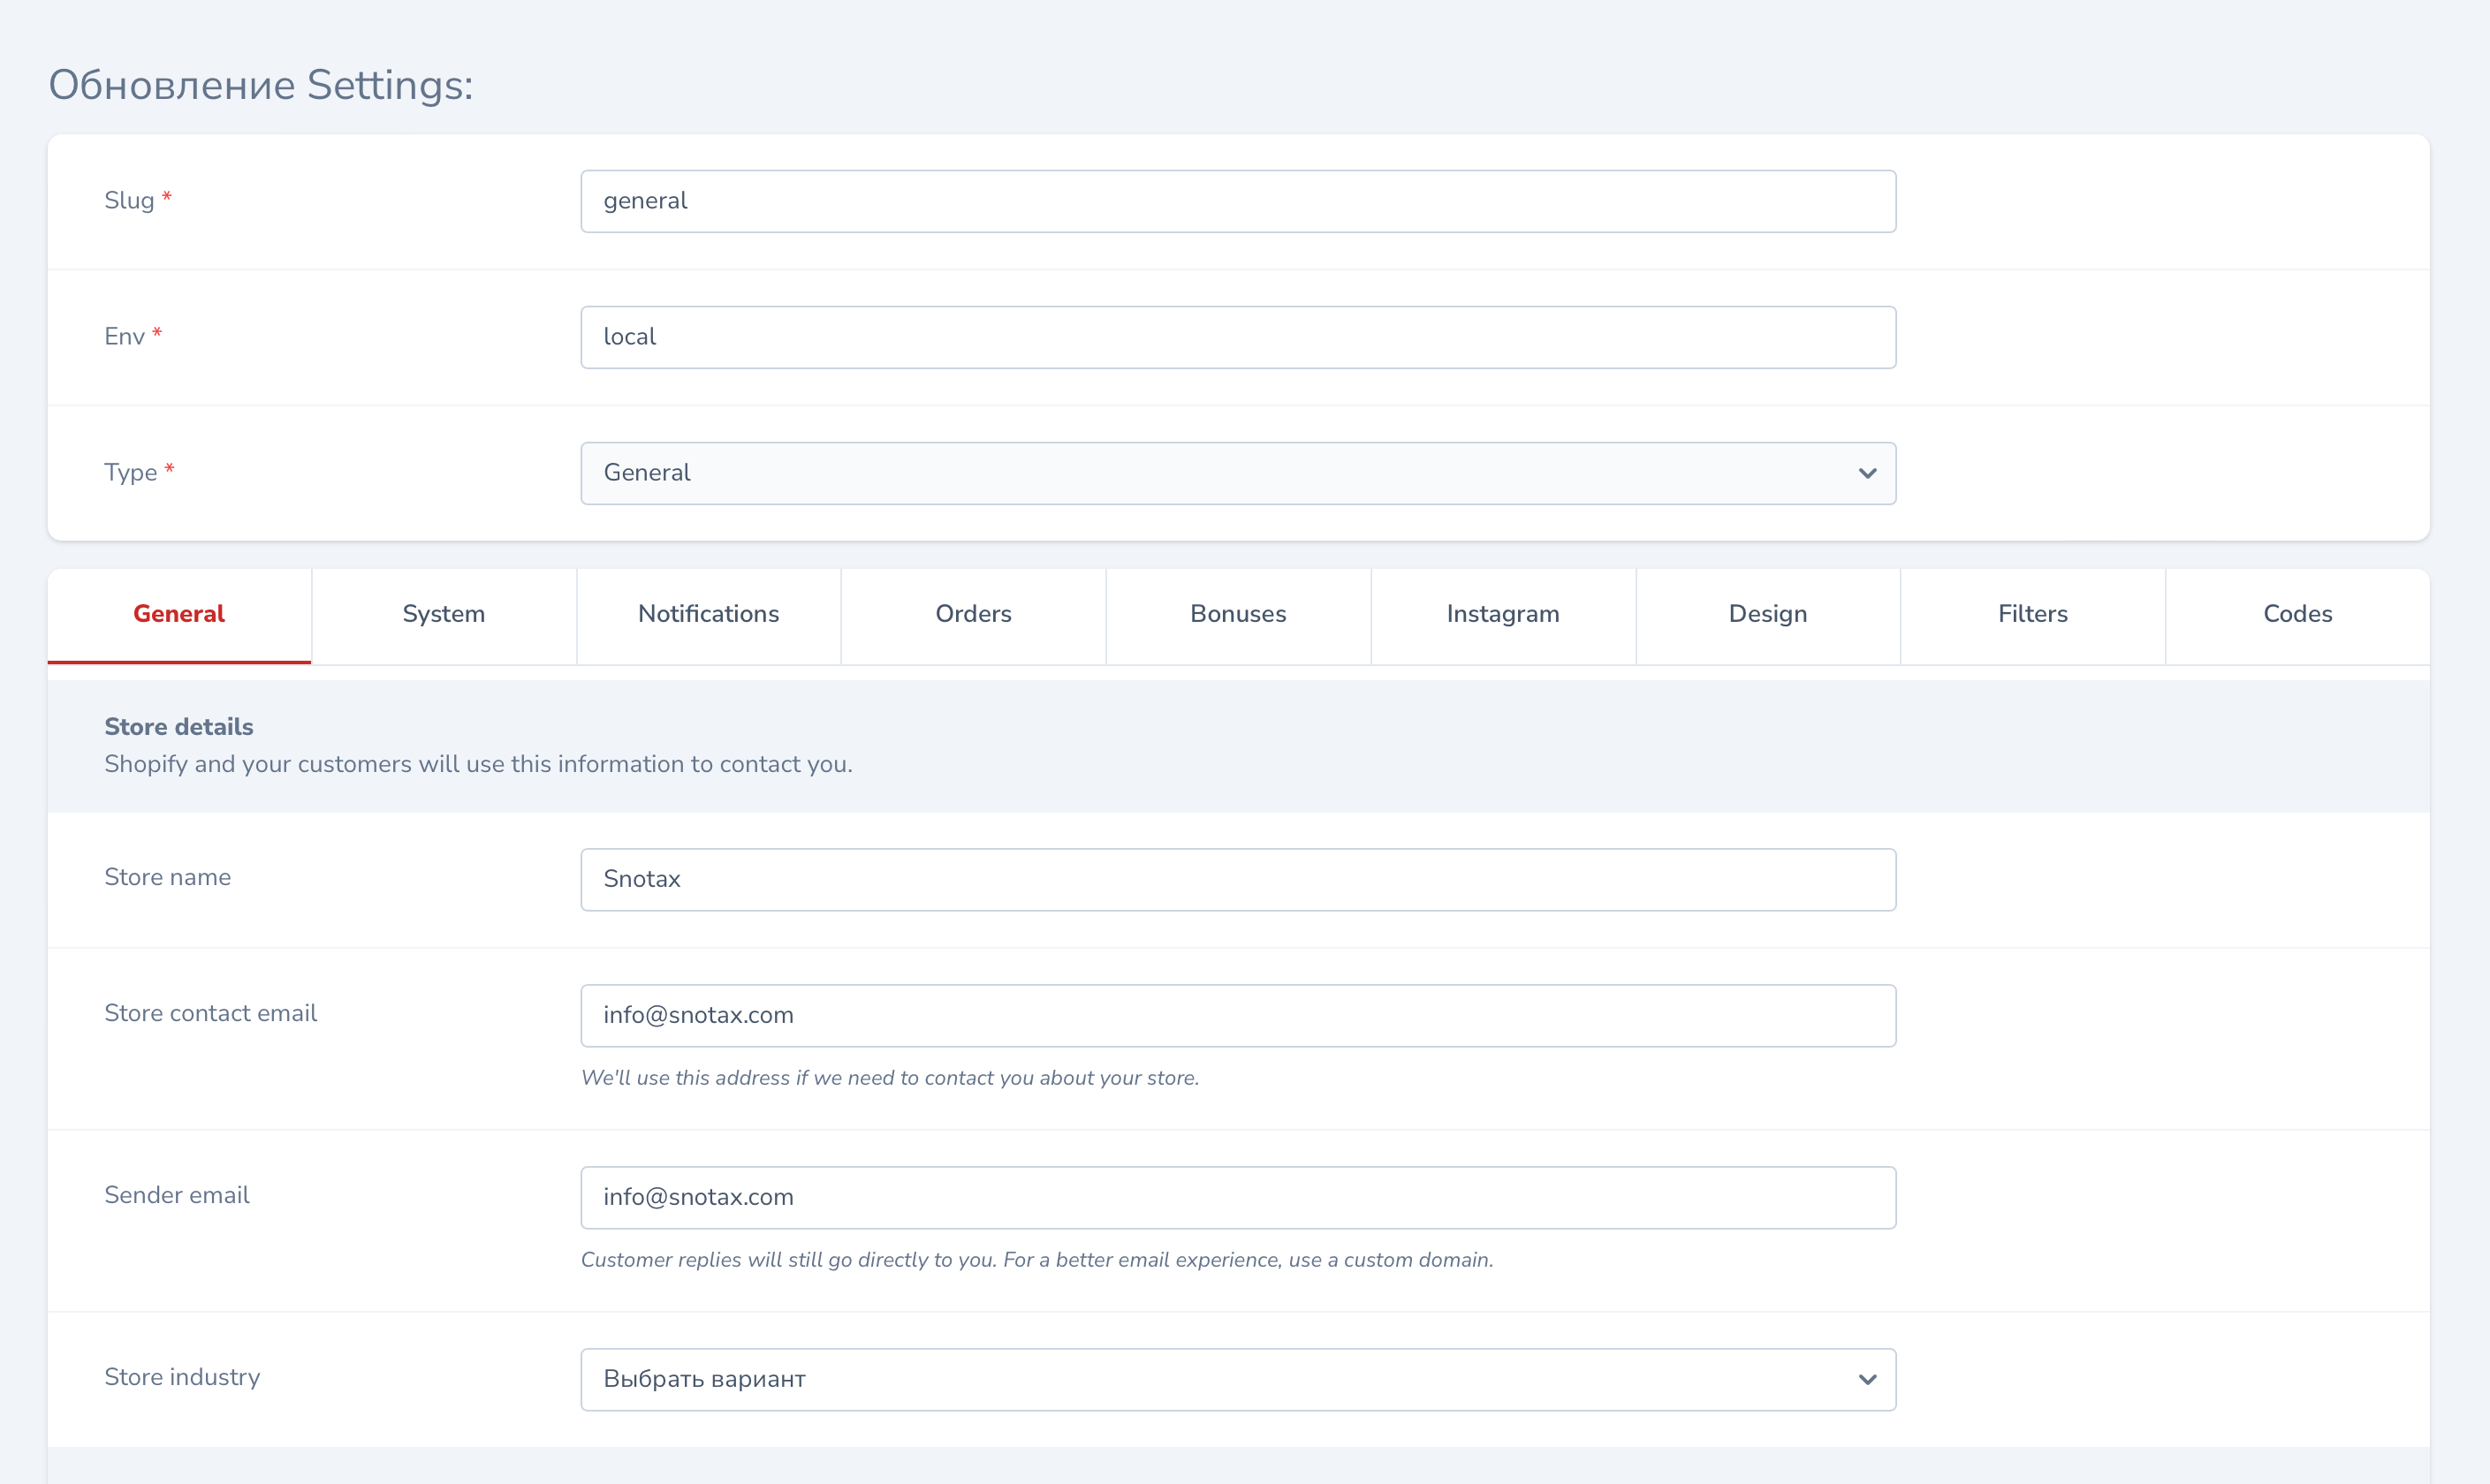 Обновление Settings:
Slug *
general
Env *
local
Type *
General
General
System
Notifications
Orders
Bonuses
Instagram
Design
Filters
Codes
Store details
Shopify and your customers will use this information to contact you.
Store name
Snotax
Store contact email
info@snotax.com
We'll use this address if we need to contact you about your store.
Sender email
info@snotax.com
Customer replies will still go directly to you. For a better email experience, use a custom domain.
Store industry
Выбрать вариант